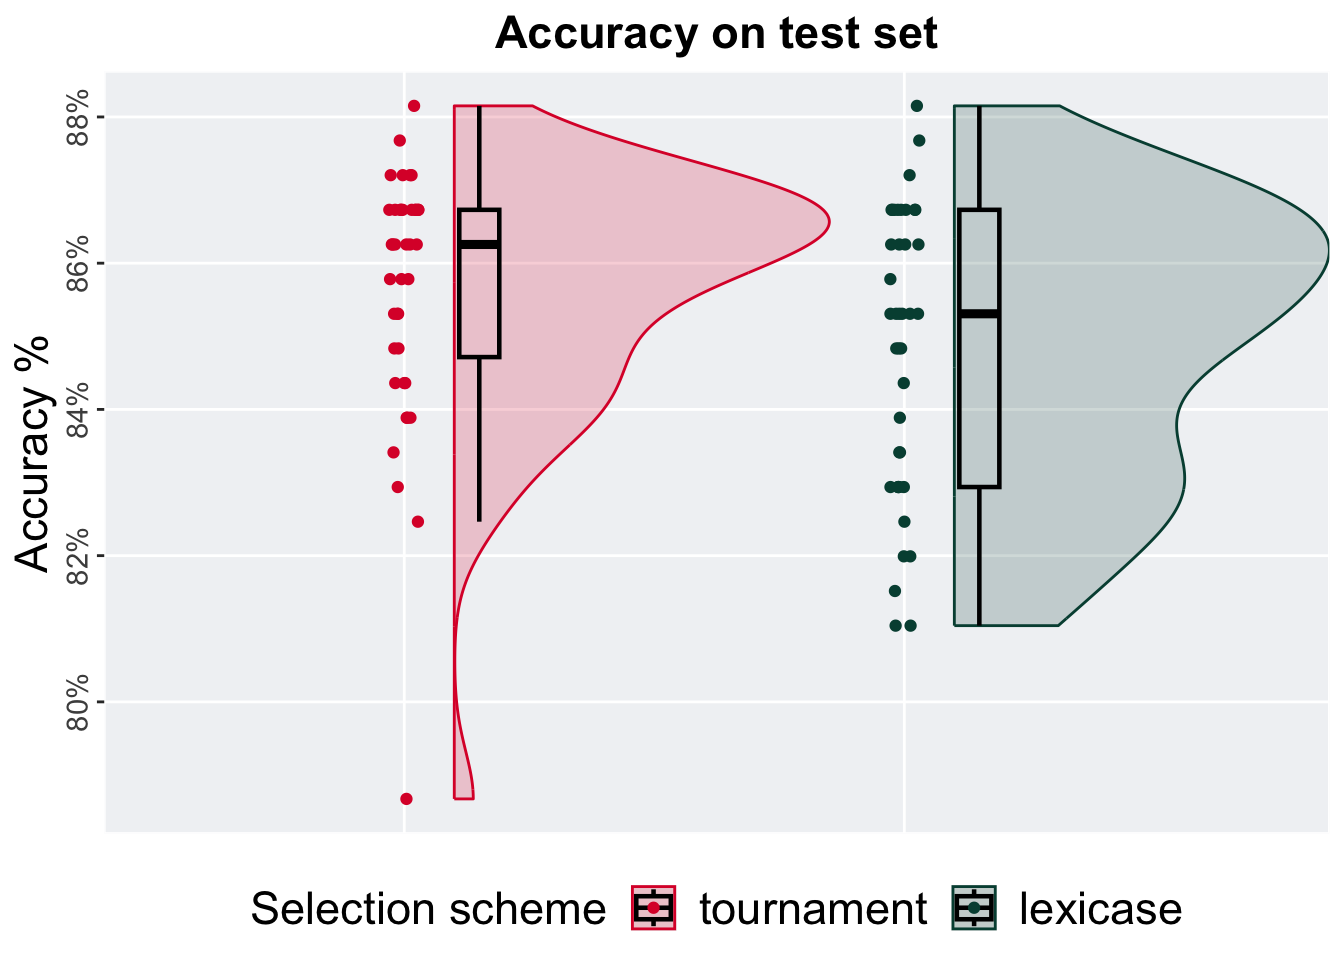 Accuracy on test set
Accuracy %
88%
86%
84%
82%
80%
Selection scheme tournament lexicase